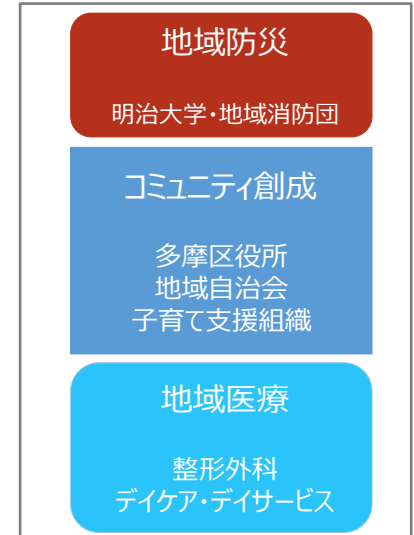 地域防災
明治大学・地域消防団
コミュニティ創成
多摩区役所
地域自治会
子育て支援組織
地域医療
整形外科
デイケア・デイサービス